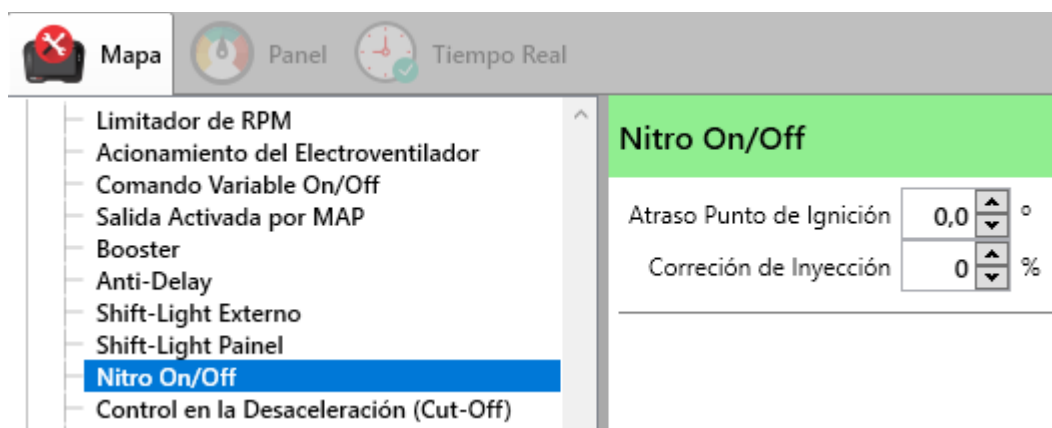 Mapa
Panel
Tiempo Real
Limitador de RPM
Acionamiento del Electroventilador
Comando Variable On/Off
Salida Activada por MAP
Booster
Anti-Delay
Shift-Light Externo
Shift-Light Painel
Nitro On/Off
Control en la Desaceleración (Cut-Off)
Nitro On/Off
Atraso Punto de Ignición 0,0 °
Correción de Inyección 0 %